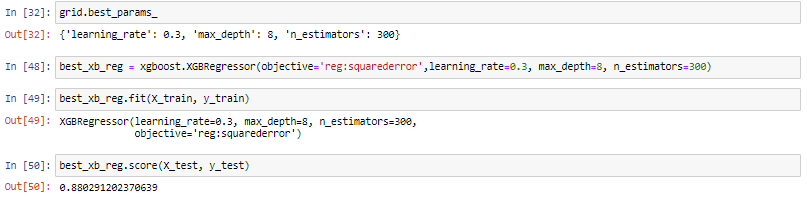 In [32]: grid.best_params_
Out[32]: {'learning_rate': 0.3, 'max_depth': 8, 'n_estimators': 300}
In [48]: best_xb_reg = xgboost.XGBRegressor(objective='reg:squarederror',learning_rate=0.3, max_depth=8, n_estimators=300)
In [49]: best_xb_reg.fit(X_train, y_train)
Out[49]: XGBRegressor(learning_rate=0.3, max_depth=8, n_estimators=300,
objective='reg:squarederror')
In [50]: best_xb_reg.score(X_test, y_test)
Out[50]: 0.880291202370639